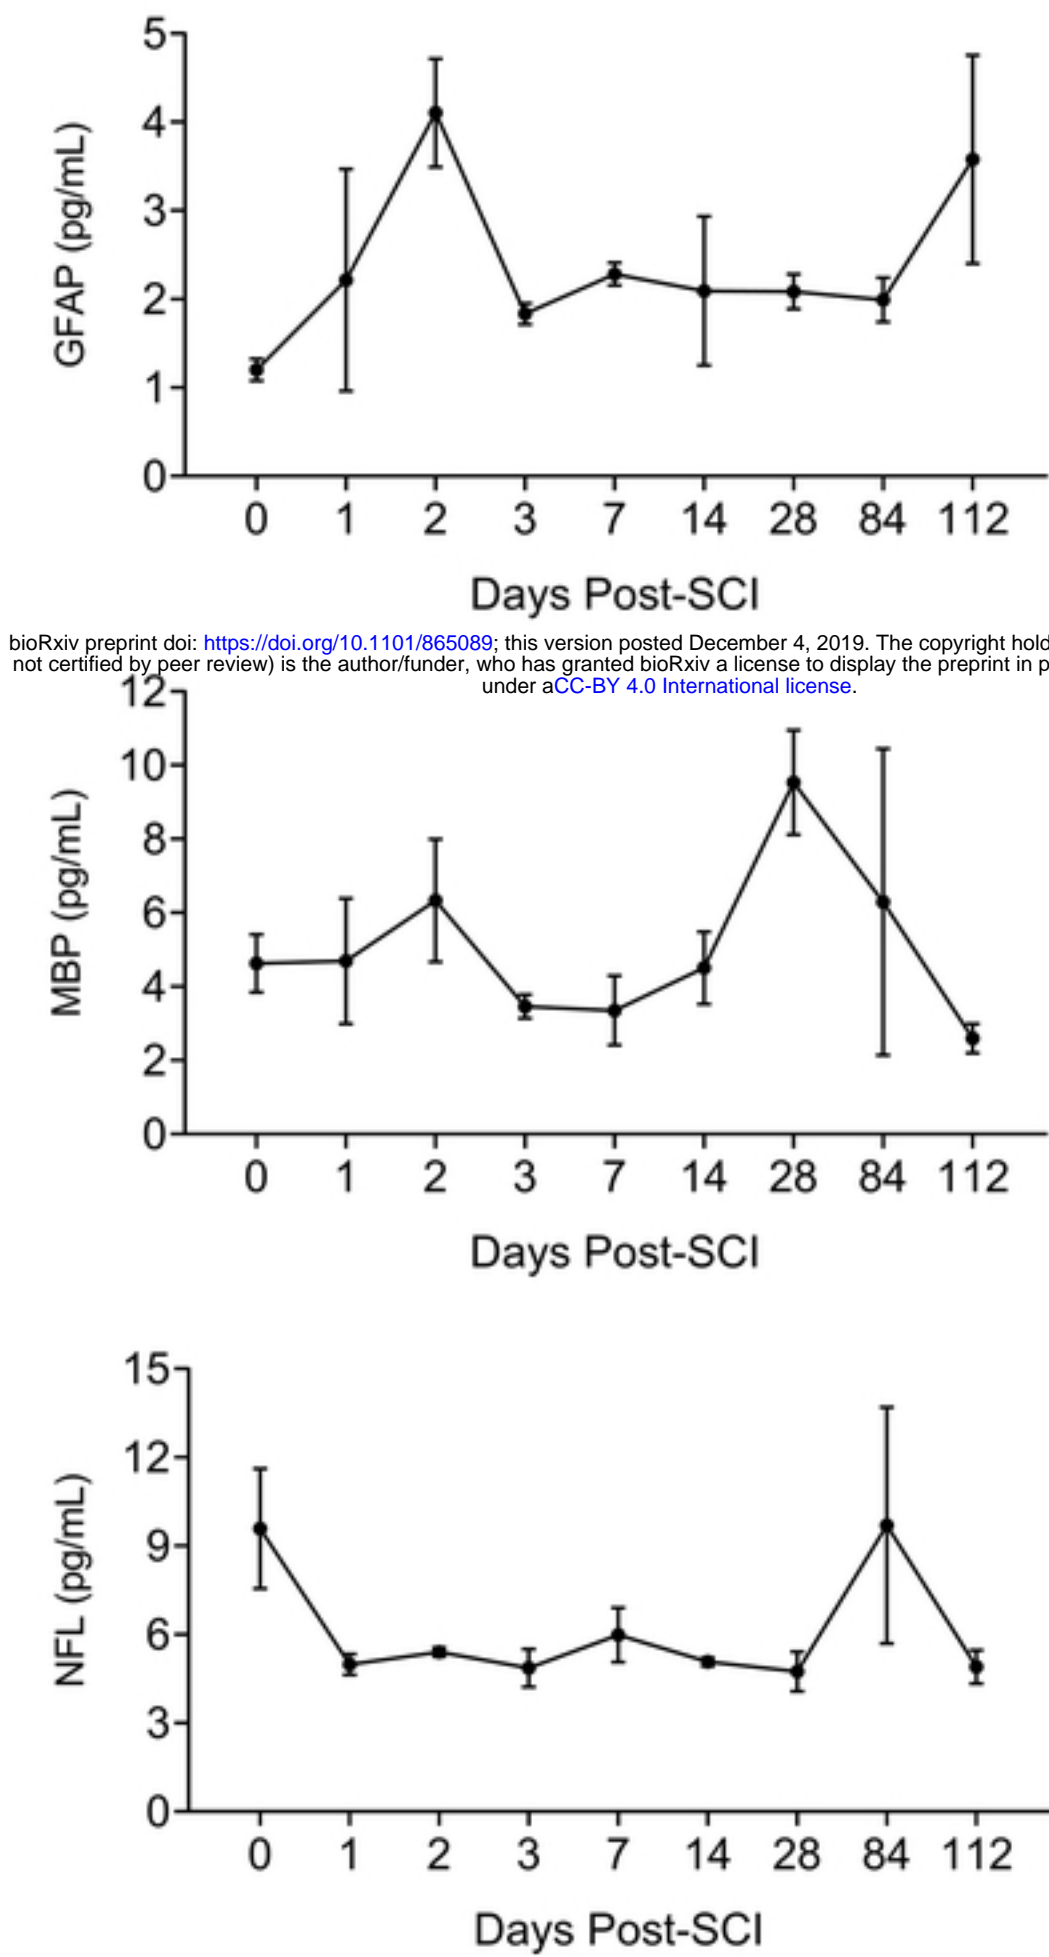 5
4
3
2
1
0
GFAP (pg/mL)
0 1 2 3 7 14 28 84 112
Days Post-SCI
bioRxiv preprint doi: https://doi.org/10.1101/865089; this version posted December 4, 2019. The copyright hold
not certified by peer review) is the author/funder, who has granted bioRxiv a license to display the preprint in p
under aCC-BY 4.0 International license.
12
10
8
6
4
2
0
MBP (pg/mL)
0 1 2 3 7 14 28 84 112
Days Post-SCI
15
12
9
6
3
0
NFL (pg/mL)
0 1 2 3 7 14 28 84 112
Days Post-SCI